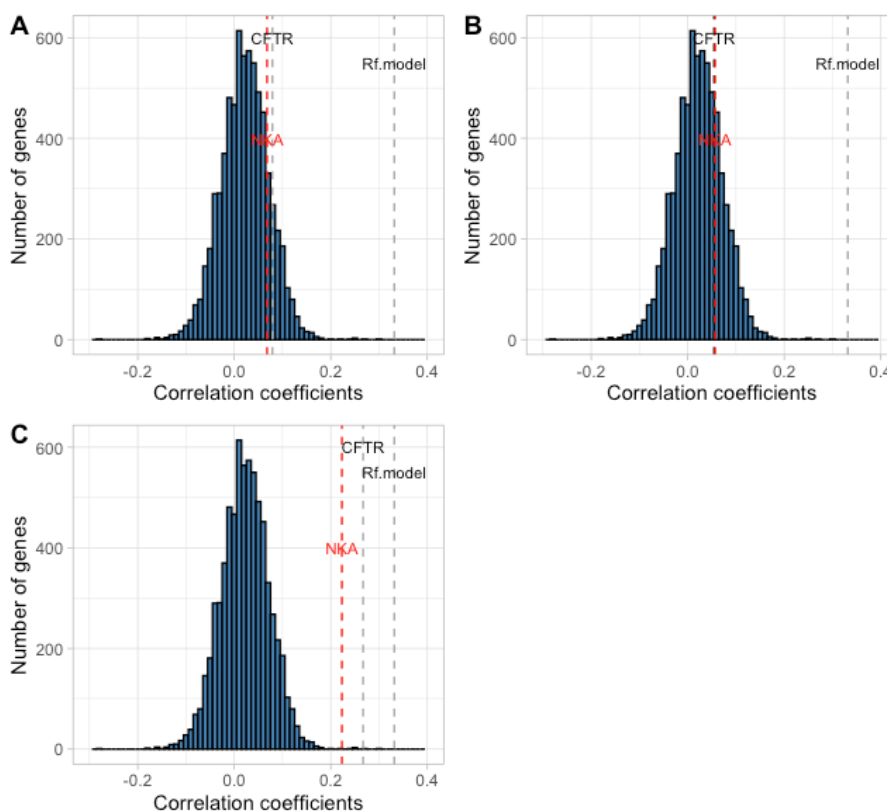 A
600
400
200
0
Number of genes
CFTR
Rf.model
NKA
-0.2
0.0
0.2
0.4
Correlation coefficients
B
600
400
200
0
Number of genes
CFTR
Rf.model
NKA
-0.2
0.0
0.2
0.4
Correlation coefficients
C
600
400
200
0
Number of genes
CFTR
Rf.model
NKA
-0.2
0.0
0.2
0.4
Correlation coefficients